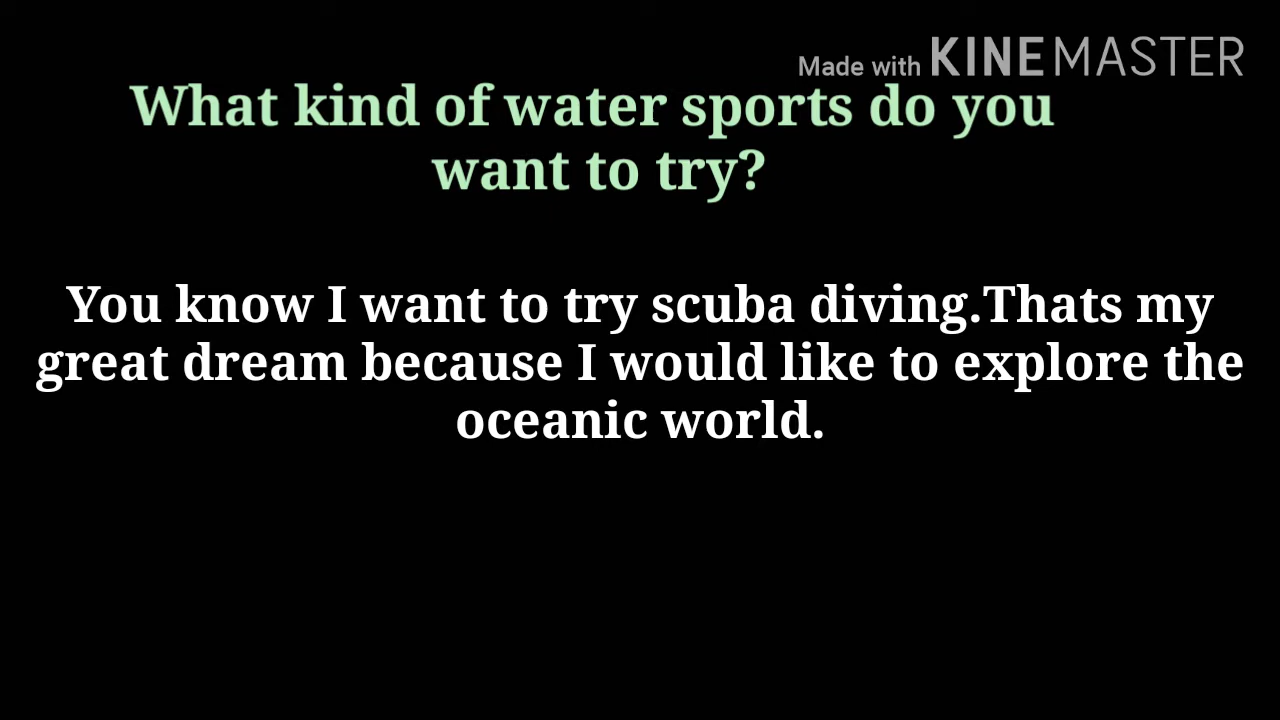 Made with KINEMASTER
What kind of water sports do you
want to try?
You know I want to try scuba diving.Thats my
great dream because I would like to explore the
oceanic world.